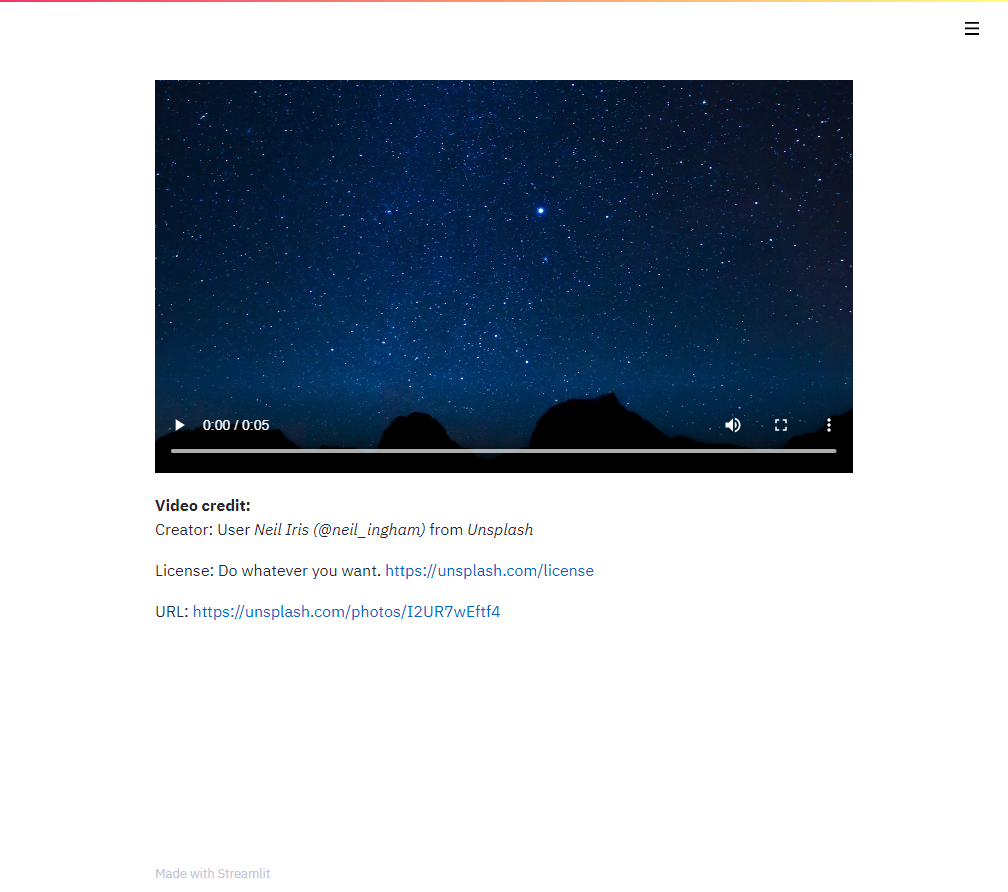 0:00 / 0:05
Video credit:
Creator: User Neil Iris (@neil_ingham) from Unsplash
License: Do whatever you want. https://unsplash.com/license
URL: https://unsplash.com/photos/I2UR7wEftf4
Made with Streamlit